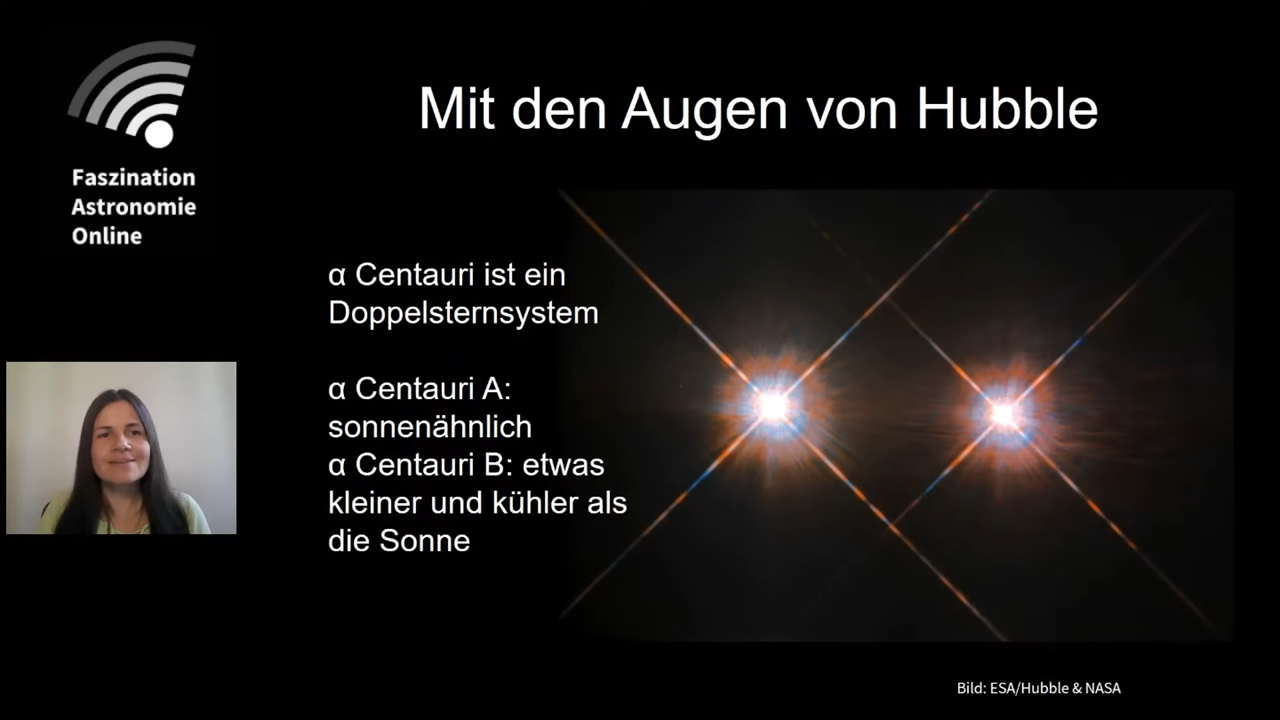 Faszination
Astronomie
Online
Mit den Augen von Hubble
α Centauri ist ein
Doppelsternsystem
α Centauri A:
sonnenähnlich
α Centauri B: etwas
kleiner und kühler als
die Sonne
Bild: ESA/Hubble & NASA